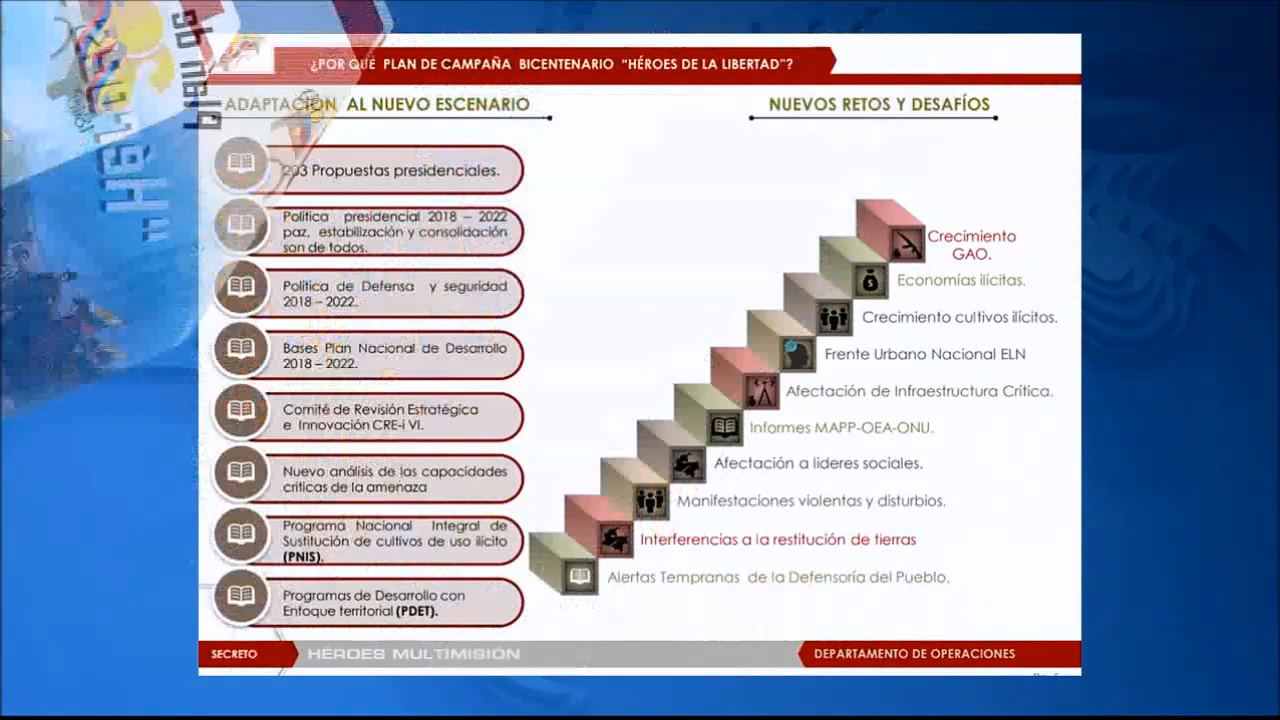 ¿POR QUÉ PLAN DE CAMPAÑA BICENTENARIO “HÉROES DE LA LIBERTAD”?
ADAPTACIÓN AL NUEVO ESCENARIO
203 Propuestas presidenciales.
Política presidencial 2018 – 2022
paz, estabilización y consolidación
son de todos.
Política de Defensa y seguridad
2018 – 2022.
Bases Plan Nacional de Desarrollo
2018 – 2022.
Comité de Revisión Estratégica
e Innovación CRE-i VI.
Nuevo análisis de las capacidades
críticas de la amenaza
Programa Nacional Integral de
Sustitución de cultivos de uso ilícito
(PNIS).
Programas de Desarrollo con
Enfoque territorial (PDET).
NUEVOS RETOS Y DESAFÍOS
Crecimiento
GAO.
Economías ilícitas.
Crecimiento cultivos ilícitos.
Frente Urbano Nacional ELN
Afectación de Infraestructura Crítica.
Informes MAPP-OEA-ONU.
Afectación a lideres sociales.
Manifestaciones violentas y disturbios.
Interferencias a la restitución de tierras
Alertas Tempranas de la Defensoría del Pueblo.
SECRETO
HÉROES MULTIMISIÓN
DEPARTAMENTO DE OPERACIONES